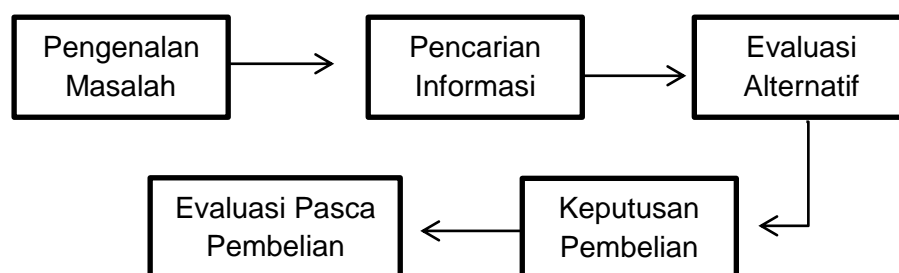 Pengenalan
Masalah
Pencarian
Informasi
Evaluasi
Alternatif
Keputusan
Pembelian
Evaluasi Pasca
Pembelian